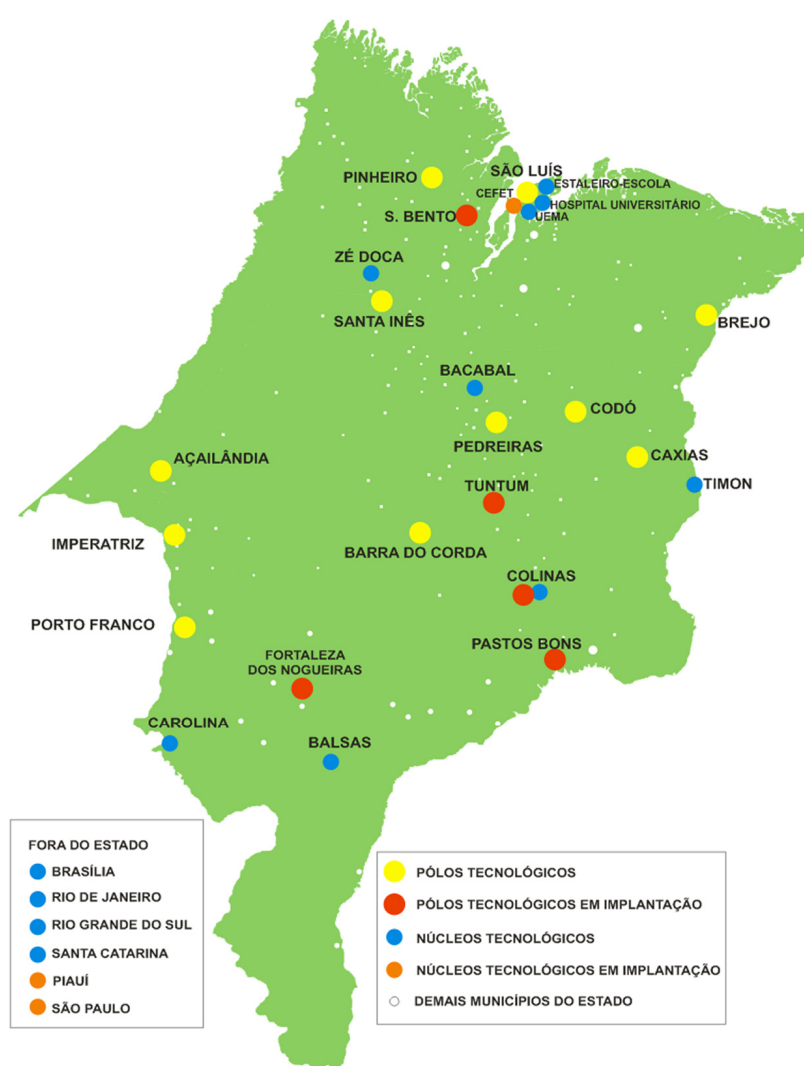 SÃO LUÍS
PINHEIRO
ESTALEIRO-ESCOLA
CEFET
HOSPITAL UNIVERSITÁRIO
S. BENTO
UEMA
ZÉ DOCA
SANTA INÊS
BREJO
BACABAL
CODÓ
PEDREIRAS
AÇAILÂNDIA
CAXIAS
TUNTUM
TIMON
IMPERATRIZ
BARRA DO CORDA
COLINAS
PORTO FRANCO
PASTOS BONS
FORTALEZA
DOS NOGUEIRAS
CAROLINA
BALSAS
FORA DO ESTADO
BRASÍLIA
RIO DE JANEIRO
RIO GRANDE DO SUL
SANTA CATARINA
PIAUÍ
SÃO PAULO
PÓLOS TECNOLÓGICOS
PÓLOS TECNOLÓGICOS EM IMPLANTAÇÃO
NÚCLEOS TECNOLÓGICOS
NÚCLEOS TECNOLÓGICOS EM IMPLANTAÇÃO
DEMAIS MUNICÍPIOS DO ESTADO